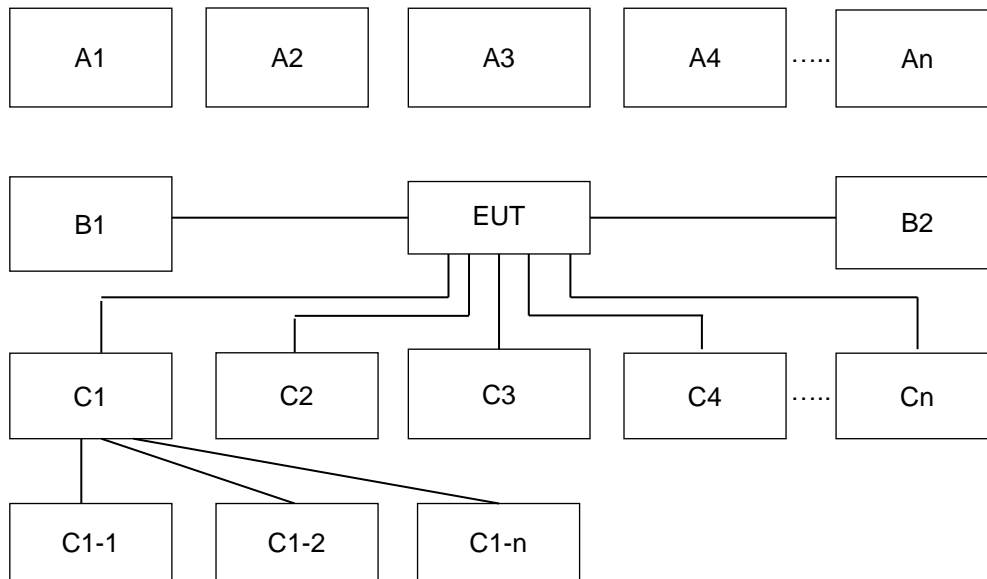 A1 A2 A3 A4 ..... An
B1 EUT B2
C1 C2 C3 C4 ..... Cn
C1-1 C1-2 C1-n